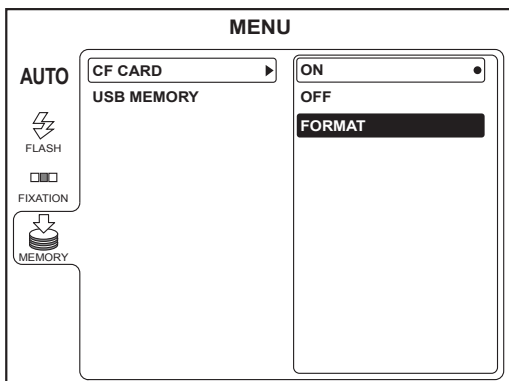 MENU
AUTO
FLASH
FIXATION
MEMORY
CF CARD
USB MEMORY
ON
OFF
FORMAT